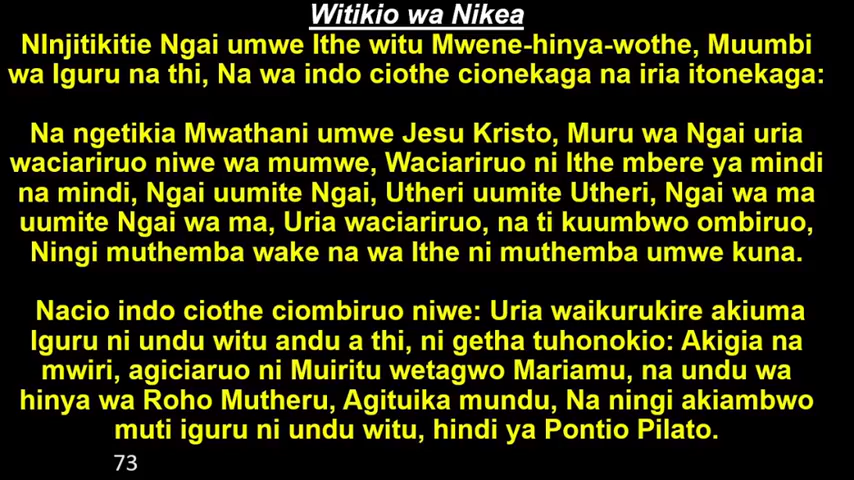 Witikio wa Nikea
NInjitikitie Ngai umwe Ithe witu Mwene-hinya-wothe, Muumbi
wa Iguru na thi, Na wa indo ciothe cionekaga na iria itonekaga:
Na ngetikia Mwathani umwe Jesu Kristo, Muru wa Ngai uria
waciariruo niwe wa mumwe, Waciariruo ni Ithe mbere ya mindi
na mindi, Ngai uumite Ngai, Utheri uumite Utheri, Ngai wa ma
uumite Ngai wa ma, Uria waciariruo, na ti kuumbwo ombiruo,
Ningi muthemba wake na wa Ithe ni muthemba umwe kuna.
Nacio indo ciothe ciombiruo niwe: Uria waikurukire akiuma
Iguru ni undu witu andu a thi, ni getha tuhonokio: Akigia na
mwiri, agiciaruo ni Muiritu wetagwo Mariamu, na undu wa
hinya wa Roho Mutheru, Agituika mundu, Na ningi akiambwo
muti iguru ni undu witu, hindi ya Pontio Pilato.
73